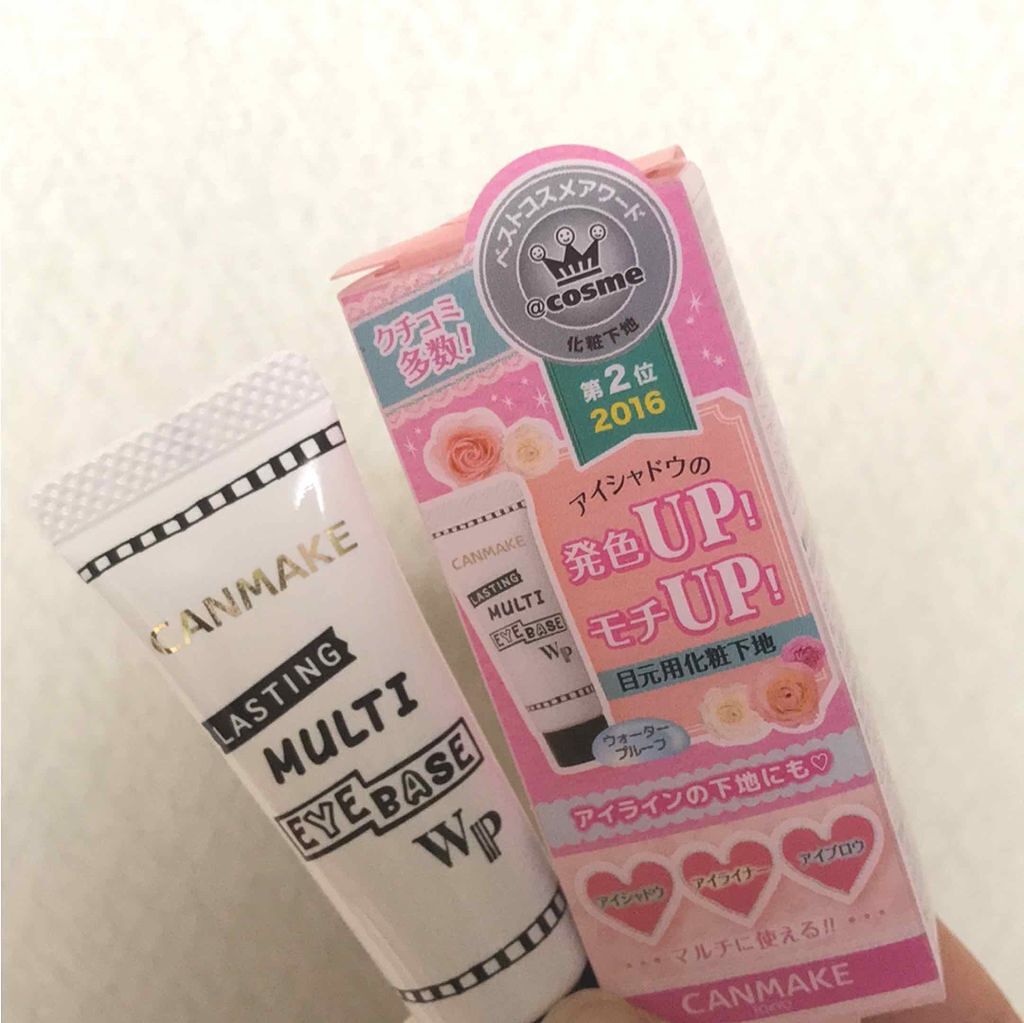 CANMAKE
LASTING
MULTI
EYE BASE
WP
ベストコスメアワード
@cosme
化粧下地
第2位
2016
クチコミ
多数!
アイシャドウの
発色UP!
モチUP!
目元用化粧下地
CANMAKE
LASTING
MULTI
EYE BASE
WP
ウォーター
プルーフ
アイラインの下地にも♡
アイシャドウ
アイライナー
アイブロウ
マルチに使える!!
CANMAKE
TOKYO